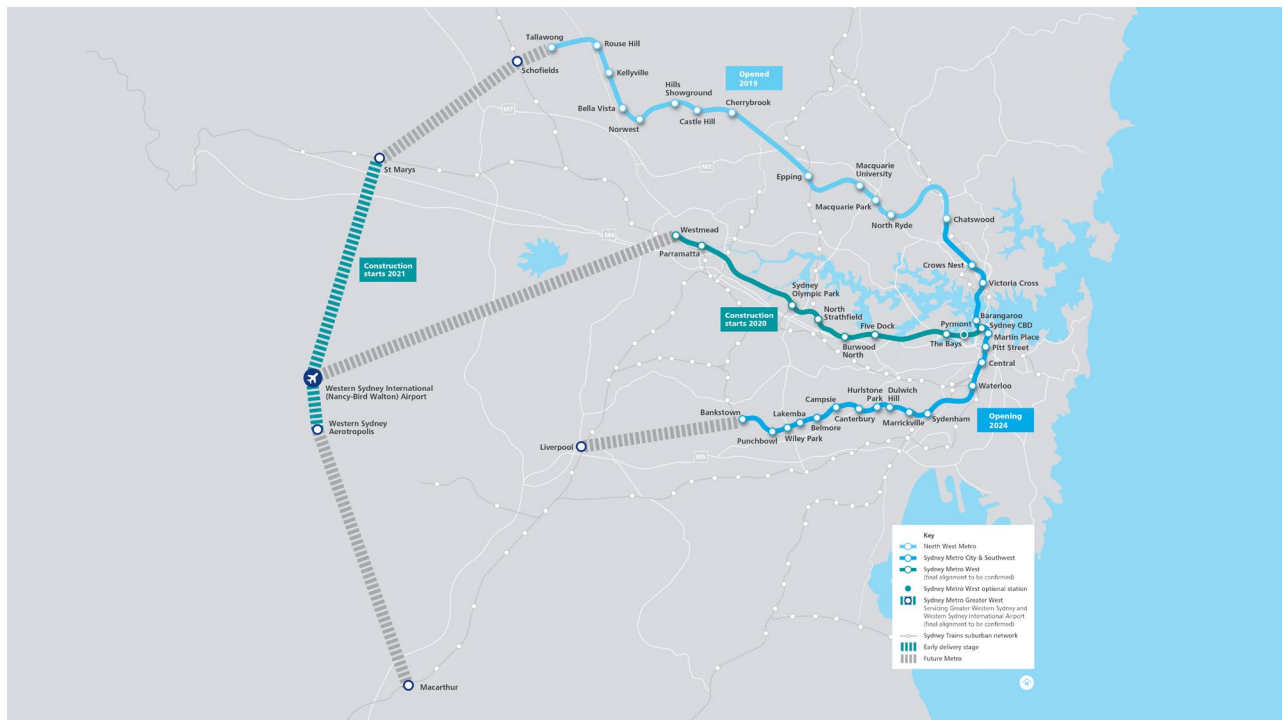 Tallawong
Rouse Hill
Schofields
Kellyville
Opened
2019
Hills
Showground
Cherrybrook
Bella Vista
Castle Hill
M7
Norwest
St Marys
M2
Epping
Macquarie
University
Macquarie Park
North Ryde
Chatswood
Westmead
M4
Parramatta
Construction
starts 2021
Crows Nest
Victoria Cross
Sydney
Olympic Park
North
Strathfield
Construction
starts 2020
Five Dock
Pyrmont
Barangaroo
Sydney CBD
Martin Place
Pitt Street
Burwood
North
The Bays
Central
Western Sydney International
(Nancy-Bird Walton) Airport
Waterloo
Hurlstone
Park
Dulwich
Hill
Campsie
Bankstown
Lakemba
Canterbury
Marrickville
Sydenham
Belmore
Wiley Park
Punchbowl
Opening
2024
Western Sydney
Aerotropolis
Liverpool
M5
Macarthur
Key
North West Metro
Sydney Metro City & Southwest
Sydney Metro West
(final alignment to be confirmed)
Sydney Metro West optional station
Sydney Metro Greater West
Servicing Greater Western Sydney and
Western Sydney International Airport
(final alignment to be confirmed)
Sydney Trains suburban network
Early delivery stage
Future Metro